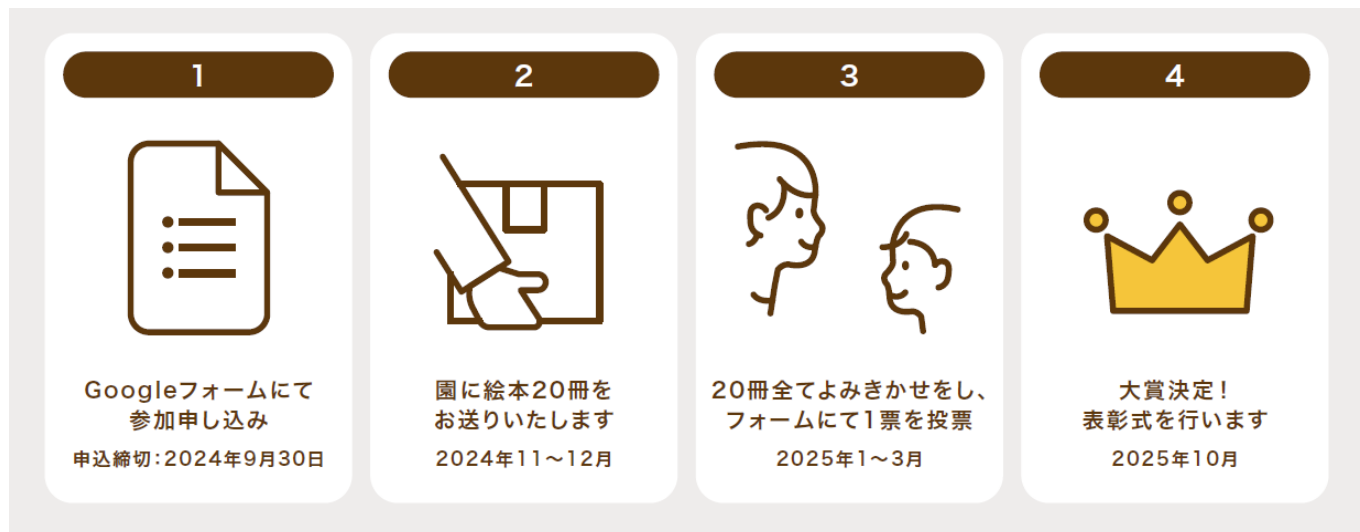 1
Googleフォームにて
参加申し込み
申込締切：2024年9月30日
2
園に絵本20冊を
お送りいたします
2024年11〜12月
3
20冊全てよみきかせをし、
フォームにて1票を投票
2025年1〜3月
4
大賞決定！
表彰式を行います
2025年10月